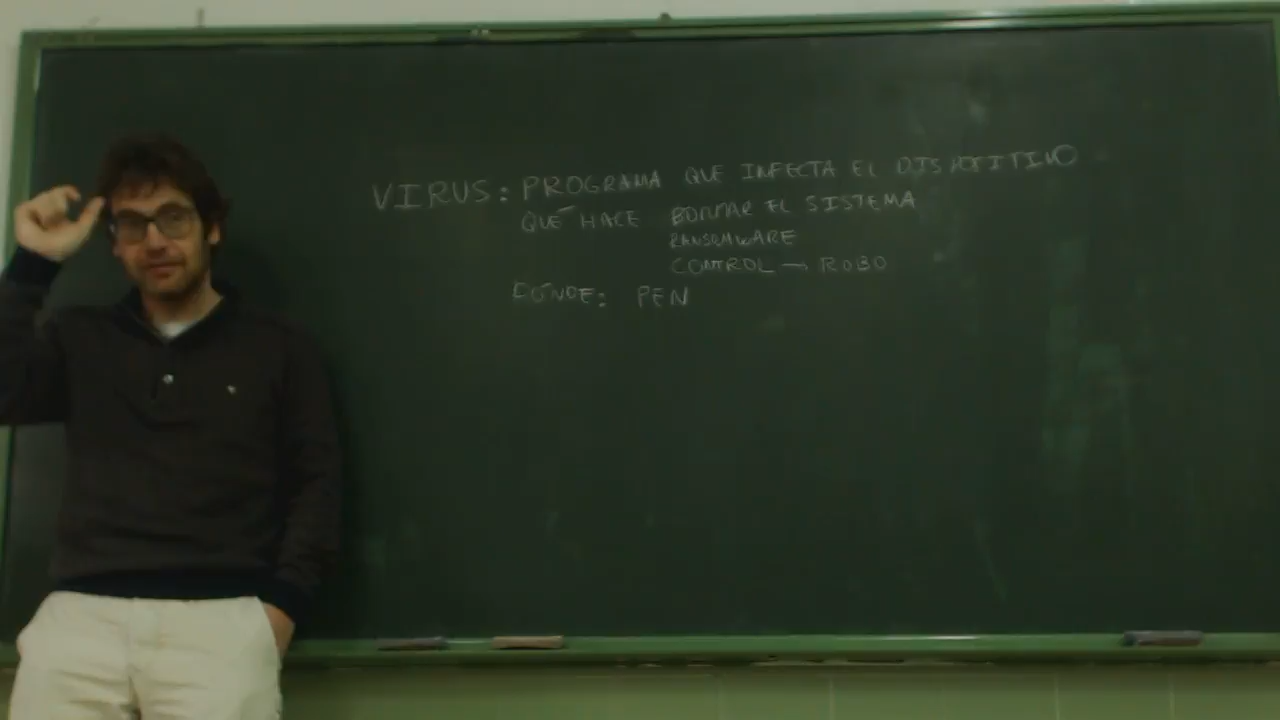 VIRUS: PROGRAMA QUE INFECTA EL DISPOSITIVO
QUÉ HACE BORRAR EL SISTEMA
RANSOMWARE
CONTROL → ROBO
DÓNDE: PEN